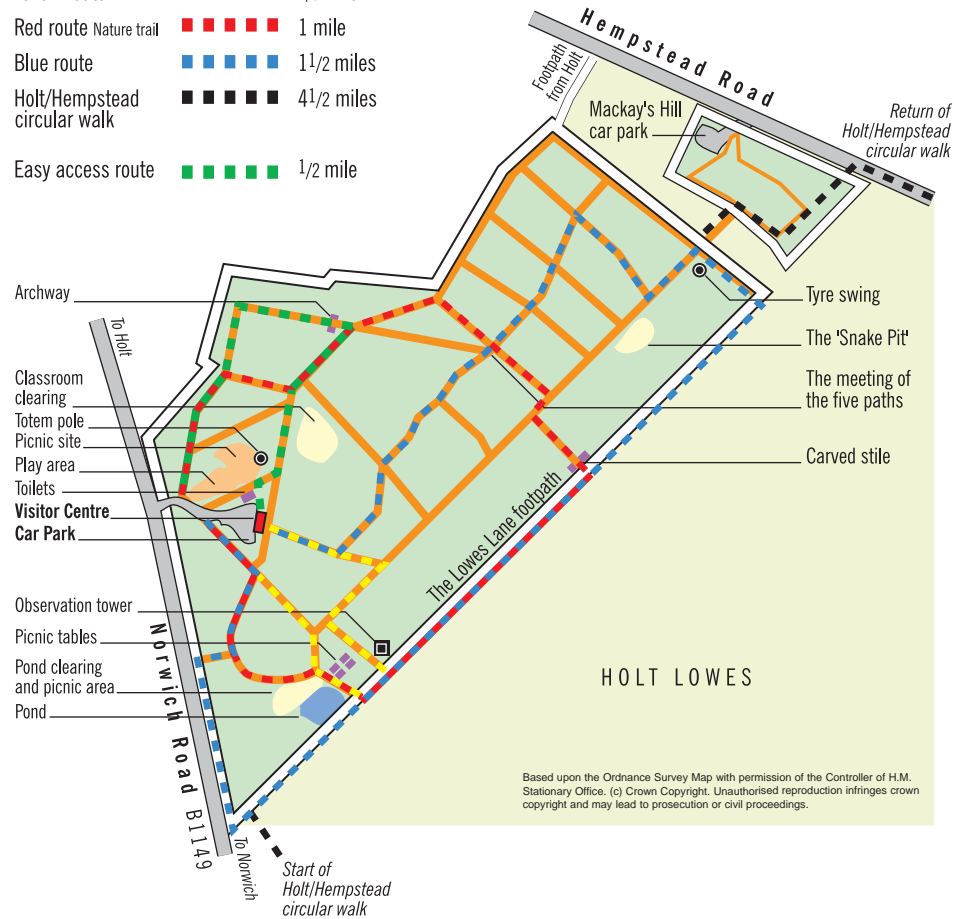 Red route Nature trail 1 mile
Blue route 1 1/2 miles
Holt/Hempstead
circular walk
4 1/2 miles
Easy access route 1/2 mile
Hempstead Road
Footpath
from Holt
Mackay's Hill
car park
Return of
Holt/Hempstead
circular walk
Archway
To Holt
Classroom
clearing
Totem pole
Picnic site
Play area
Toilets
Visitor Centre
Car Park
Tyre swing
The 'Snake Pit'
The meeting of
the five paths
Carved stile
The Lowes Lane footpath
Observation tower
Picnic tables
Pond clearing
and picnic area
Pond
Norwich Road B1149
HOLT LOWES
To Norwich
Start of
Holt/Hempstead
circular walk
Based upon the Ordnance Survey Map with permission of the Controller of H.M.
Stationary Office. (c) Crown Copyright. Unauthorised reproduction infringes crown
copyright and may lead to prosecution or civil proceedings.